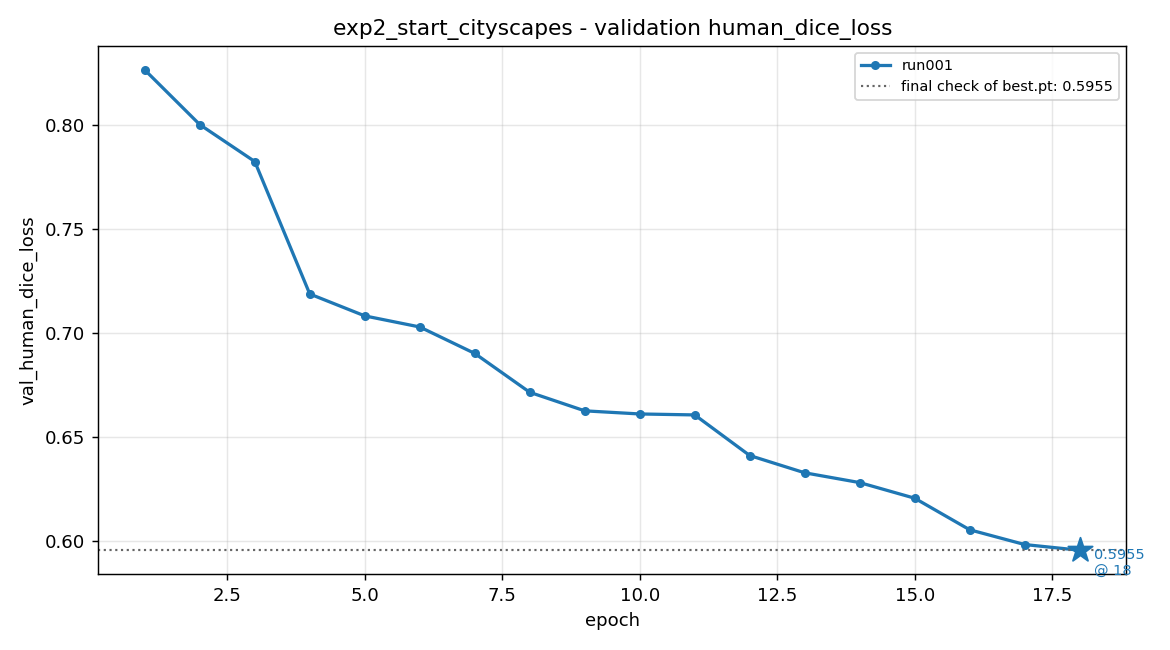 exp2_start_cityscapes - validation human_dice_loss
run001
final check of best.pt: 0.5955
val_human_dice_loss
0.80
0.75
0.70
0.65
0.60
0.5955
@ 18
2.5 5.0 7.5 10.0 12.5 15.0 17.5
epoch